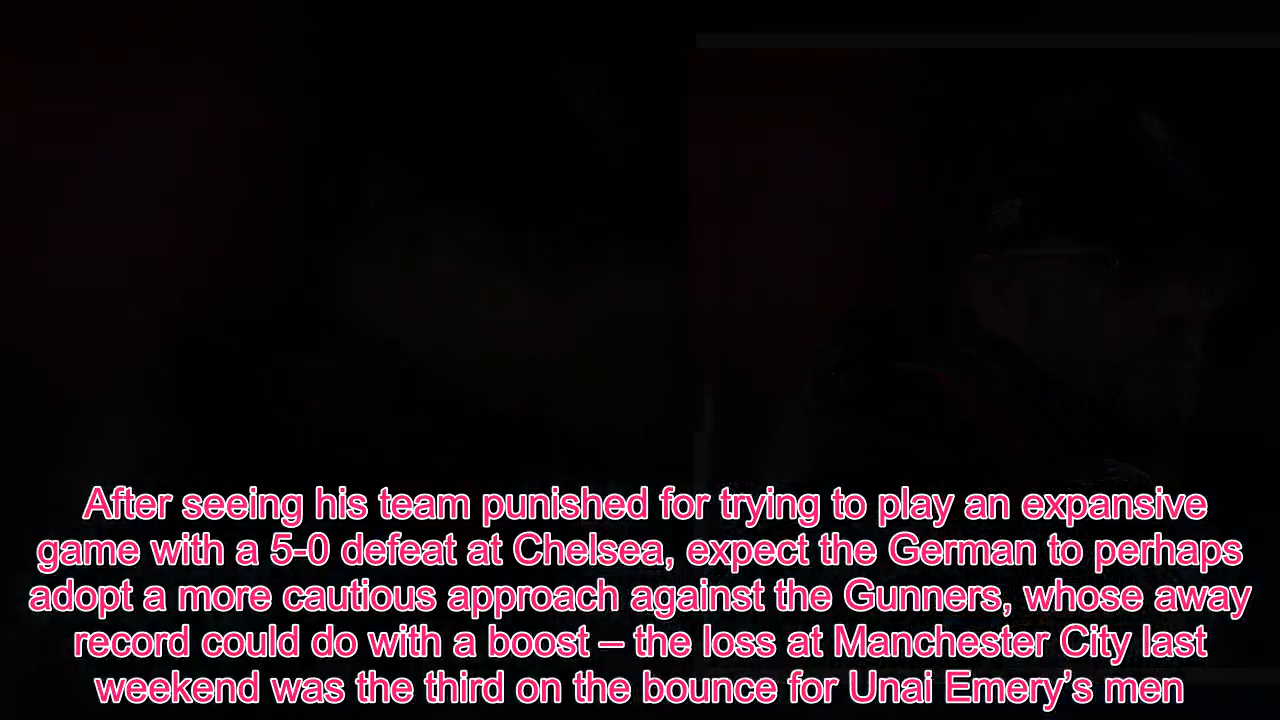 After seeing his team punished for trying to play an expansive
game with a 5-0 defeat at Chelsea, expect the German to perhaps
adopt a more cautious approach against the Gunners, whose away
record could do with a boost – the loss at Manchester City last
weekend was the third on the bounce for Unai Emery’s men